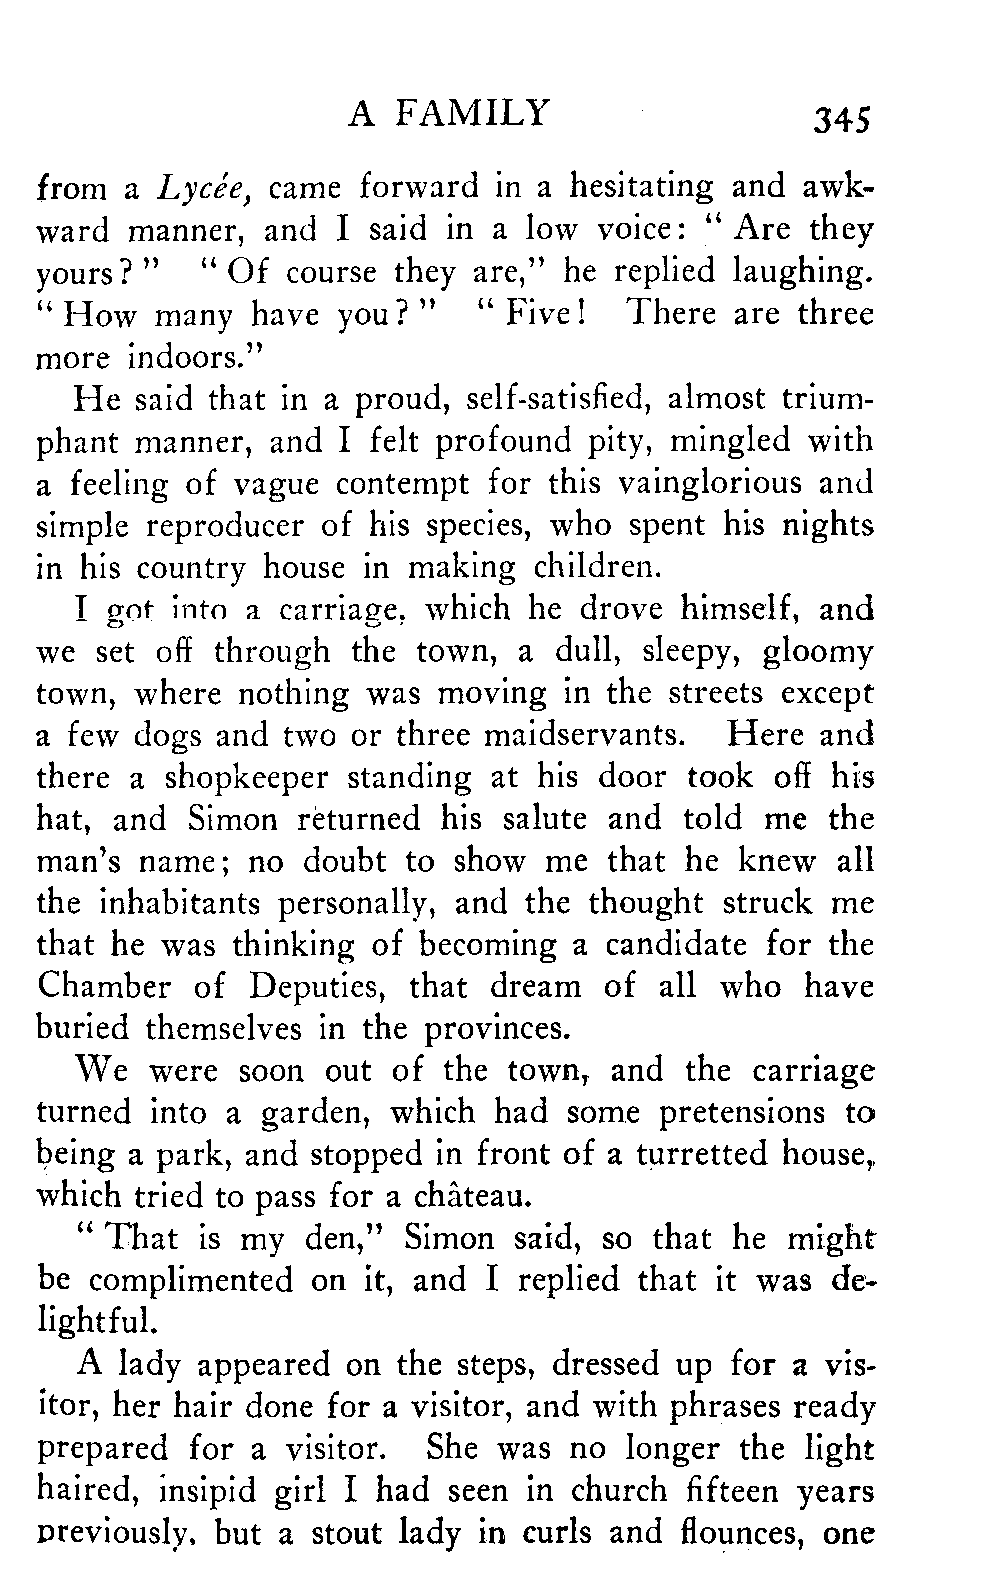 A FAMILY 345
from a Lycée, came forward in a hesitating and awk-
ward manner, and I said in a low voice: “ Are they
yours? ” “ Of course they are,” he replied laughing.
“ How many have you? ” “ Five! There are three
more indoors.”
He said that in a proud, self-satisfied, almost trium-
phant manner, and I felt profound pity, mingled with
a feeling of vague contempt for this vainglorious and
simple reproducer of his species, who spent his nights
in his country house in making children.
I got into a carriage, which he drove himself, and
we set off through the town, a dull, sleepy, gloomy
town, where nothing was moving in the streets except
a few dogs and two or three maidservants. Here and
there a shopkeeper standing at his door took off his
hat, and Simon returned his salute and told me the
man’s name; no doubt to show me that he knew all
the inhabitants personally, and the thought struck me
that he was thinking of becoming a candidate for the
Chamber of Deputies, that dream of all who have
buried themselves in the provinces.
We were soon out of the town, and the carriage
turned into a garden, which had some pretensions to
being a park, and stopped in front of a turretted house,
which tried to pass for a château.
“ That is my den,” Simon said, so that he might
be complimented on it, and I replied that it was de-
lightful.
A lady appeared on the steps, dressed up for a vis-
itor, her hair done for a visitor, and with phrases ready
prepared for a visitor. She was no longer the light
haired, insipid girl I had seen in church fifteen years
previously, but a stout lady in curls and flounces, one